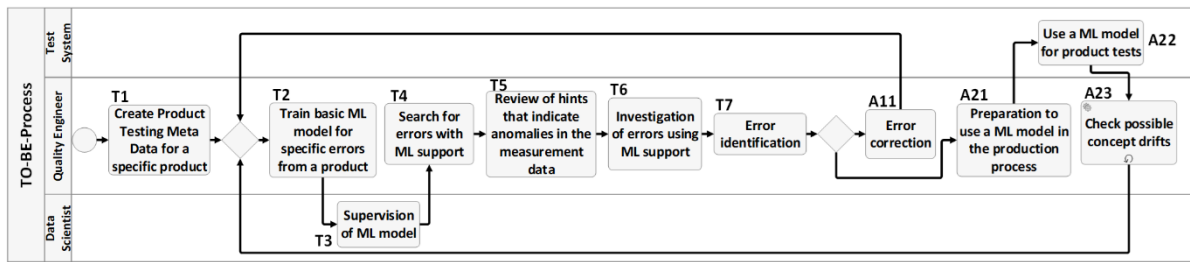 TO-BE-Process
Test
System
Quality Engineer
Data
Scientist
T1
Create Product
Testing Meta
Data for a
specific product
T2
Train basic ML
model for
specific errors
from a product
T3
Supervision
of ML model
T4
Search for
errors with
ML support
T5
Review of hints
that indicate
anomalies in the
measurement
data
T6
Investigation
of errors using
ML support
T7
Error
identification
A11
Error
correction
A21
Preparation to
use a ML model in
the production
process
Use a ML model
for product tests
A22
A23
Check possible
concept drifts